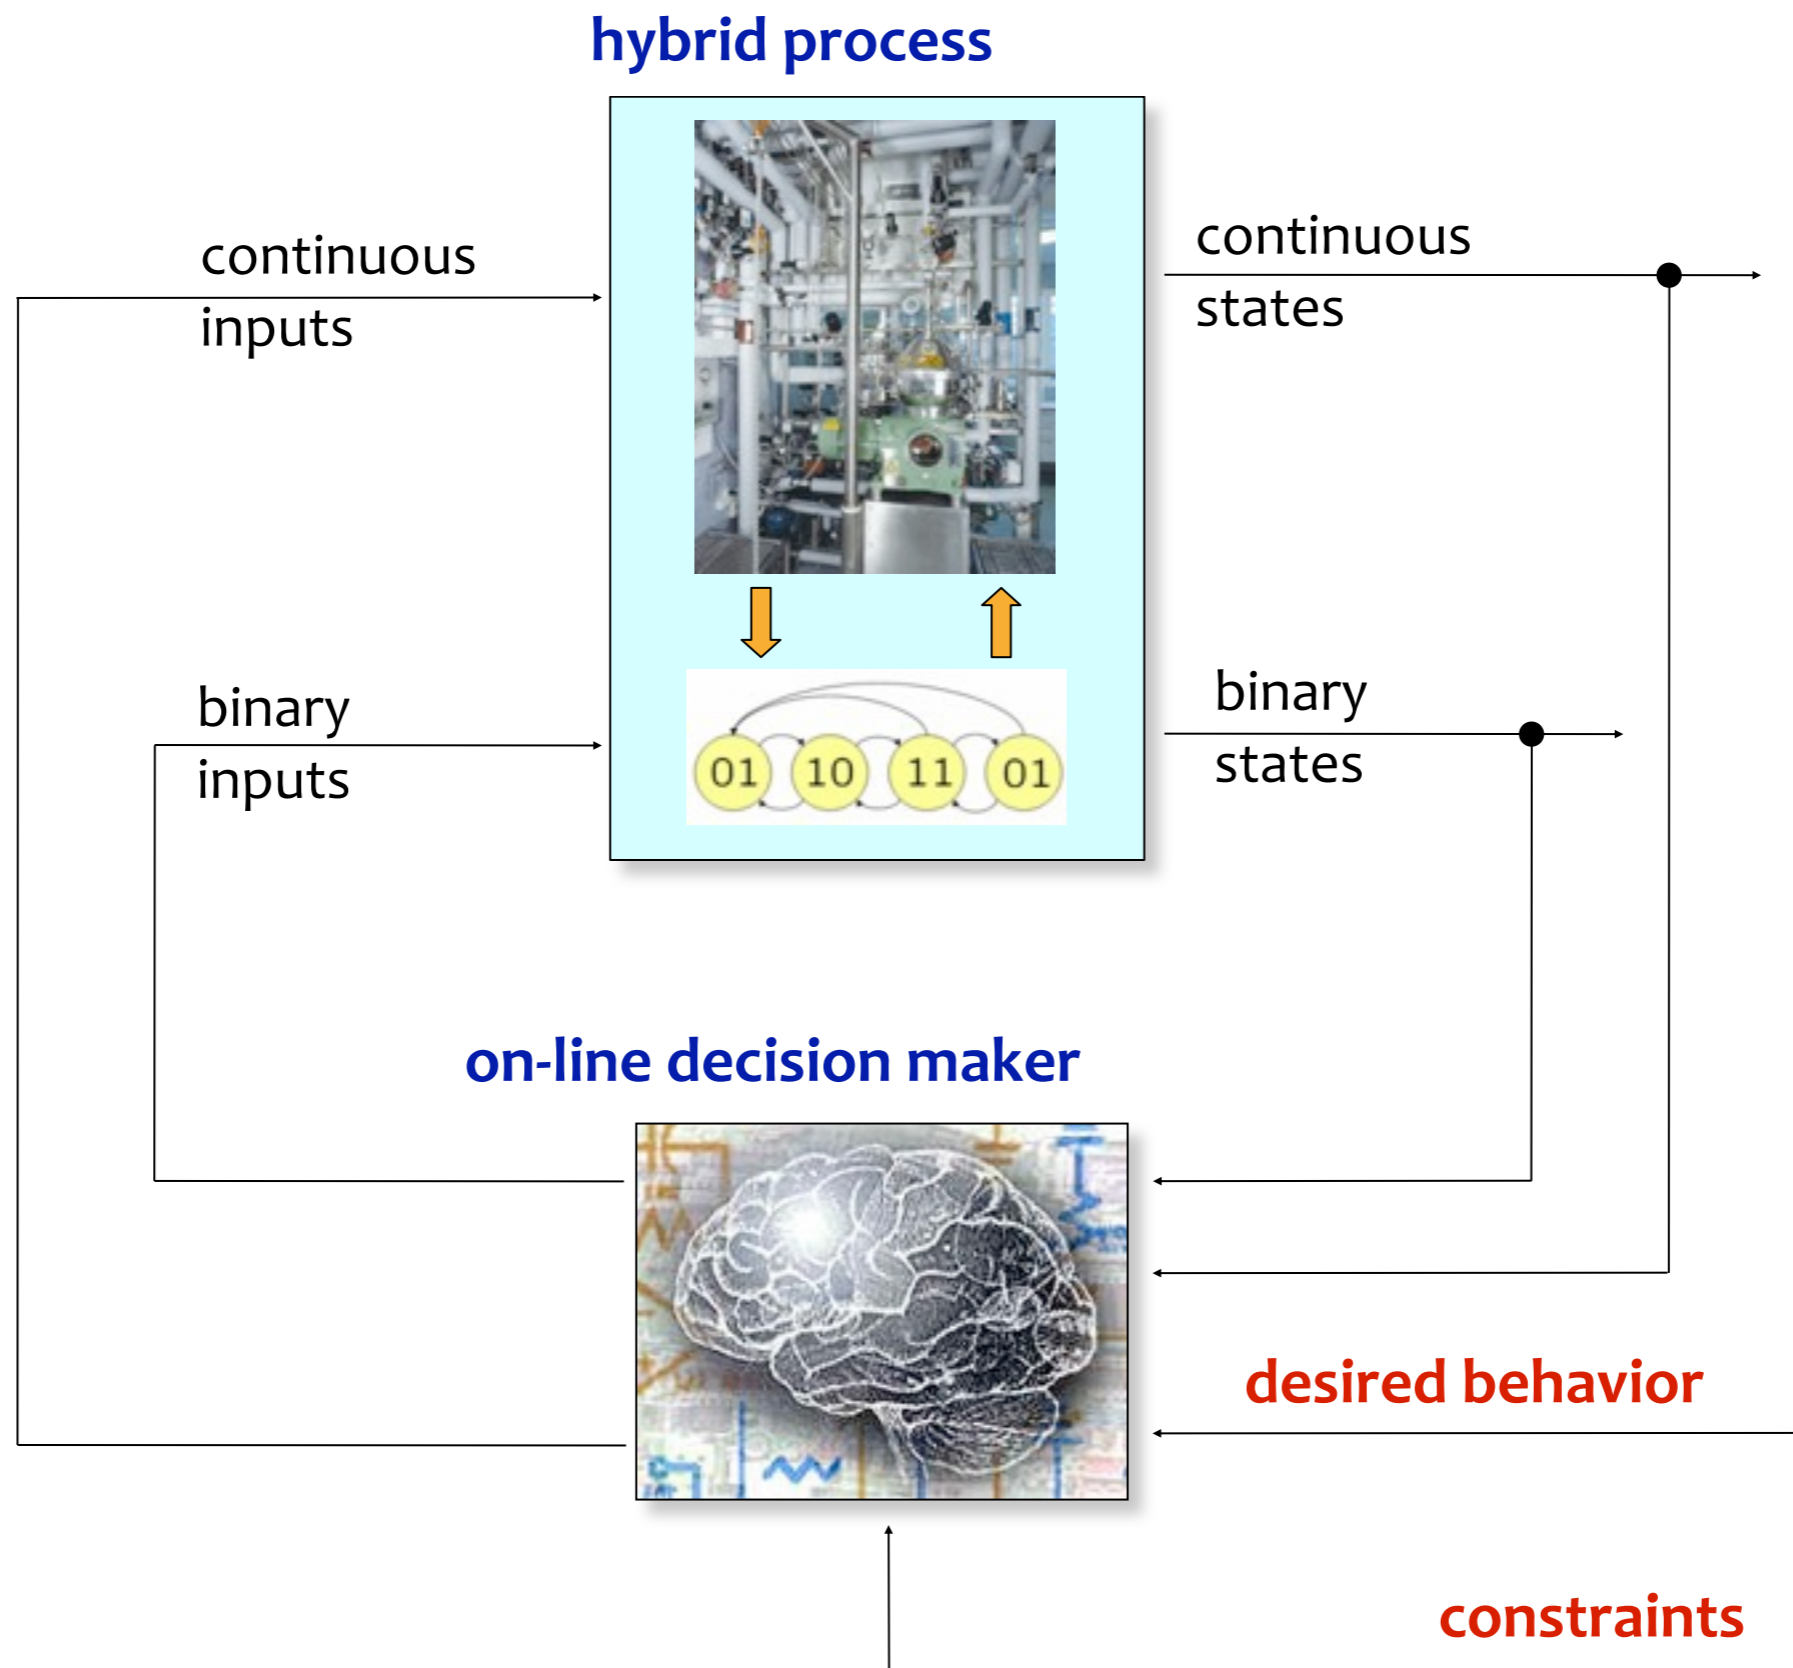 hybrid process
continuous
inputs
continuous
states
binary
inputs
binary
states
01 10 11 01
on-line decision maker
desired behavior
constraints